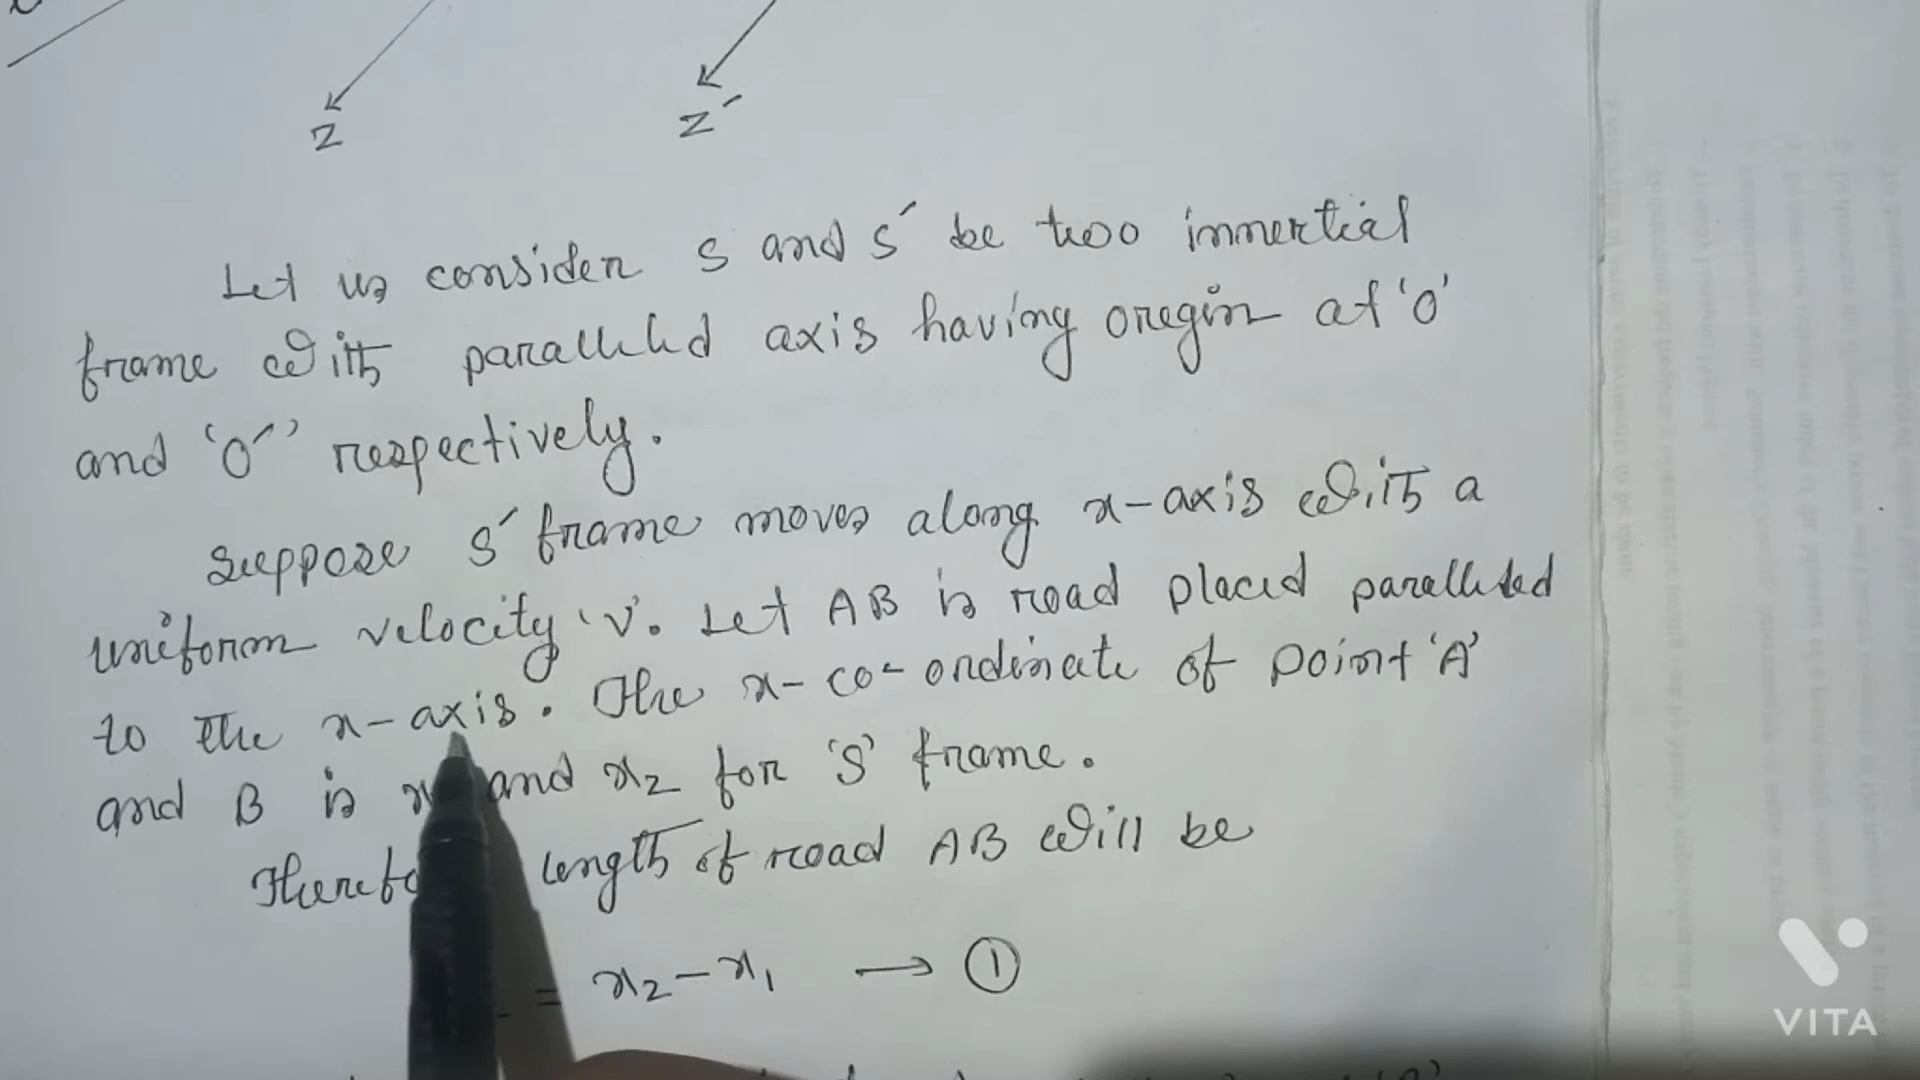 Z
Z´
Let us consider S and S´ be two innertial
frame with paralleled axis having oregin at 'O'
and 'O´' respectively.
Suppose S´ frame moves along x-axis with a
uniform velocity 'v'. Let AB is road placed paralleled
to the x-axis. The x-co-ordinate of point 'A'
and B is and x₂ for 'S' frame.
length of road AB will be
= x₂ - x₁ → ①
VITA